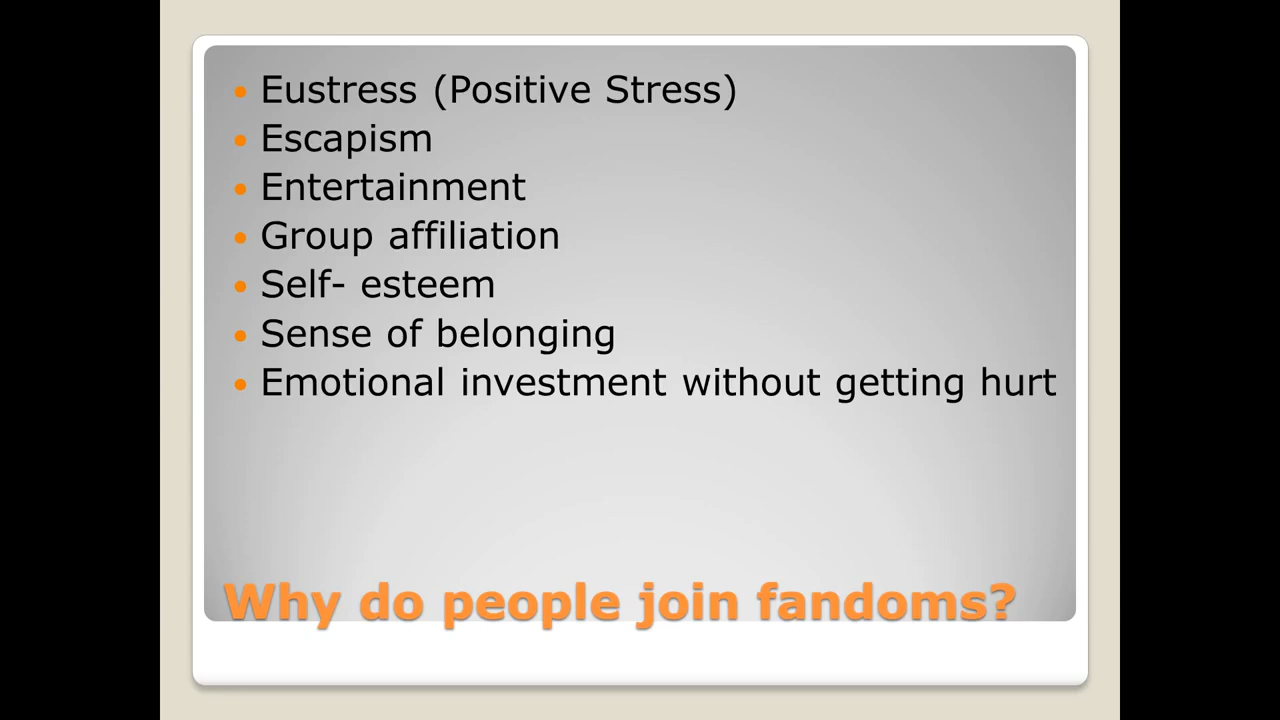 Eustress (Positive Stress)
Escapism
Entertainment
Group affiliation
Self- esteem
Sense of belonging
Emotional investment without getting hurt
Why do people join fandoms?